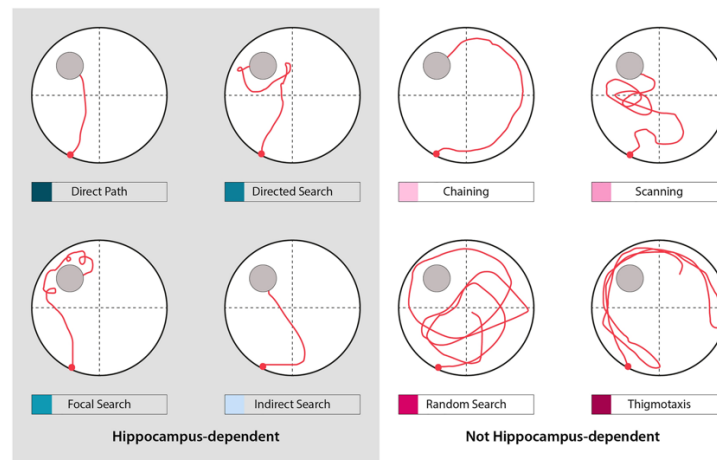 Direct Path
Directed Search
Chaining
Scanning
Focal Search
Indirect Search
Random Search
Thigmotaxis
Hippocampus-dependent
Not Hippocampus-dependent